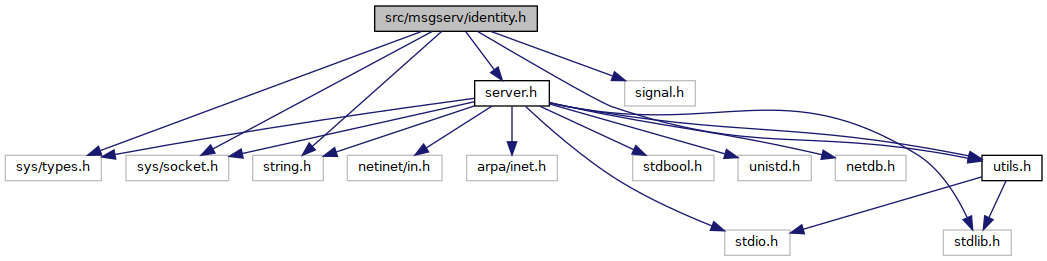 src/msgserv/identity.h
server.h
signal.h
sys/types.h
sys/socket.h
string.h
netinet/in.h
arpa/inet.h
stdbool.h
unistd.h
netdb.h
utils.h
stdio.h
stdlib.h